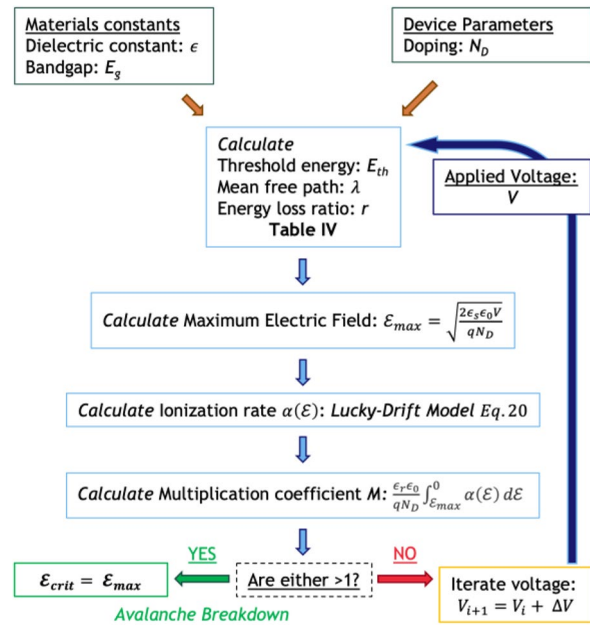 Materials constants
Dielectric constant: ϵ
Bandgap: E_g
Device Parameters
Doping: N_D
Calculate
Threshold energy: E_th
Mean free path: λ
Energy loss ratio: r
Table IV
Applied Voltage:
V
Calculate Maximum Electric Field: ℰ_max = √(2ϵ_sϵ_0V / qN_D)
Calculate Ionization rate α(ℰ): Lucky-Drift Model Eq.20
Calculate Multiplication coefficient M: ϵ_rϵ_0/qN_D ∫_ℰmax^0 α(ℰ) dℰ
YES
NO
ℰ_crit = ℰ_max
Are either >1?
Iterate voltage:
V_i+1 = V_i + ΔV
Avalanche Breakdown